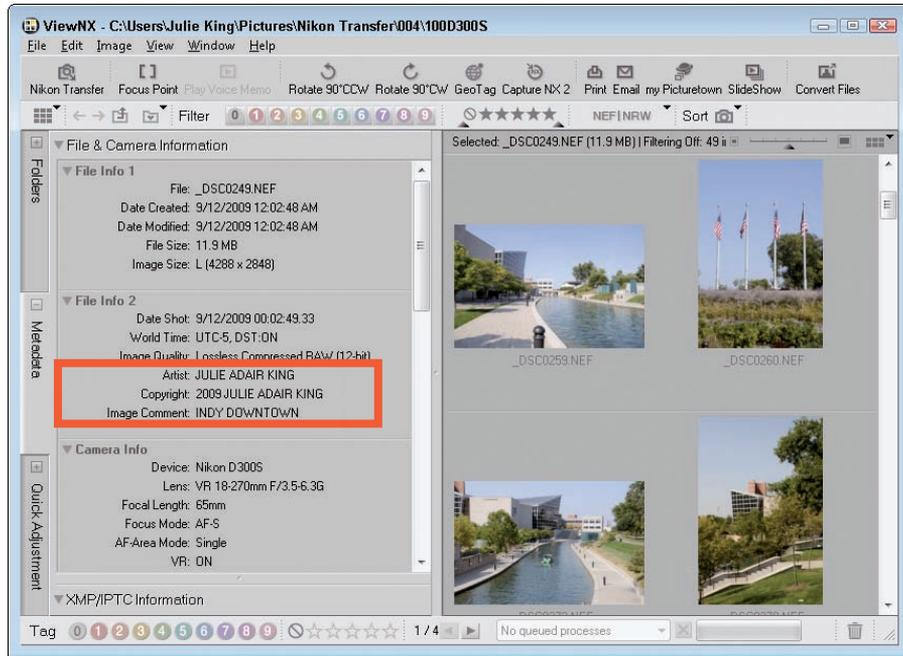 ViewNX - C:\Users\Julie King\Pictures\Nikon Transfer\004\100D300S
File Edit Image View Window Help
Nikon Transfer Focus Point Play Voice Memo Rotate 90°CCW Rotate 90°CW GeoTag Capture NX 2 Print Email my Picturetown SlideShow Convert Files
Filter 0 1 2 3 4 5 6 7 8 9 NEF|NRW Sort
Folders
Metadata
Quick Adjustment
File & Camera Information
File Info 1
File: _DSC0249.NEF
Date Created: 9/12/2009 12:02:48 AM
Date Modified: 9/12/2009 12:02:48 AM
File Size: 11.9 MB
Image Size: L (4288 x 2848)
File Info 2
Date Shot: 9/12/2009 00:02:49.33
World Time: UTC-5, DST:ON
Image Quality: Lossless Compressed RAW (12-bit)
Artist: JULIE ADAIR KING
Copyright: 2009 JULIE ADAIR KING
Image Comment: INDY DOWNTOWN
Camera Info
Device: Nikon D300S
Lens: VR 18-270mm F/3.5-6.3G
Focal Length: 65mm
Focus Mode: AF-S
AF-Area Mode: Single
VR: ON
XMP/IPTC Information
Selected: _DSC0249.NEF (11.9 MB) | Filtering Off: 49 i
_DSC0259.NEF
_DSC0260.NEF
Tag 0 1 2 3 4 5 6 7 8 9 1 / 4 No queued processes